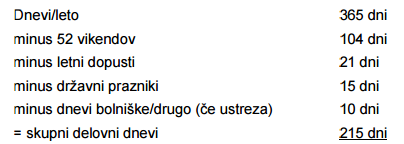 Dnevi/leto 365 dni
minus 52 vikendov 104 dni
minus letni dopusti 21 dni
minus državni prazniki 15 dni
minus dnevi bolniške/drugo (če ustreza) 10 dni
= skupni delovni dnevi 215 dni